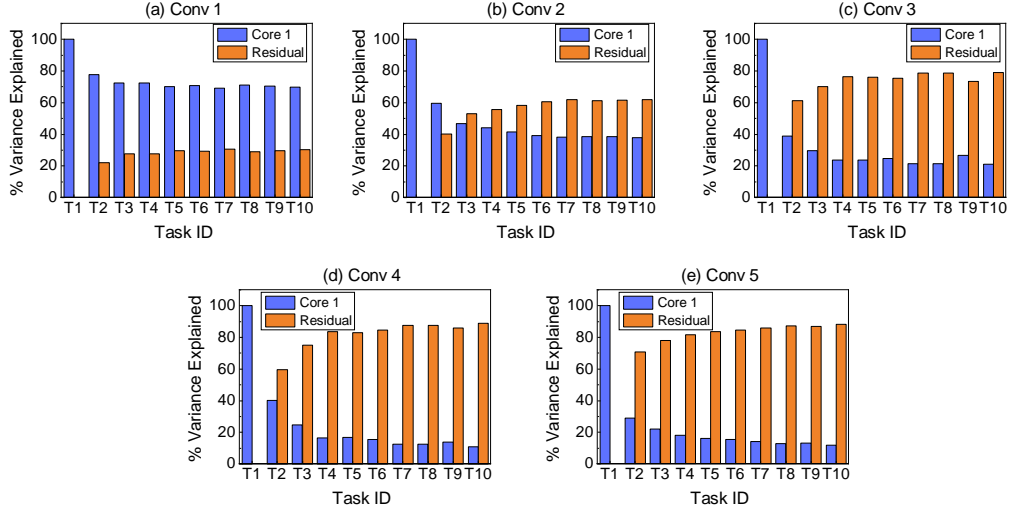 (a) Conv 1
% Variance Explained
100
80
60
40
20
0
Core 1
Residual
T1 T2 T3 T4 T5 T6 T7 T8 T9 T10
Task ID
(b) Conv 2
% Variance Explained
100
80
60
40
20
0
Core 1
Residual
T1 T2 T3 T4 T5 T6 T7 T8 T9 T10
Task ID
(c) Conv 3
% Variance Explained
100
80
60
40
20
0
Core 1
Residual
T1 T2 T3 T4 T5 T6 T7 T8 T9 T10
Task ID
(d) Conv 4
% Variance Explained
100
80
60
40
20
0
Core 1
Residual
T1 T2 T3 T4 T5 T6 T7 T8 T9 T10
Task ID
(e) Conv 5
% Variance Explained
100
80
60
40
20
0
Core 1
Residual
T1 T2 T3 T4 T5 T6 T7 T8 T9 T10
Task ID